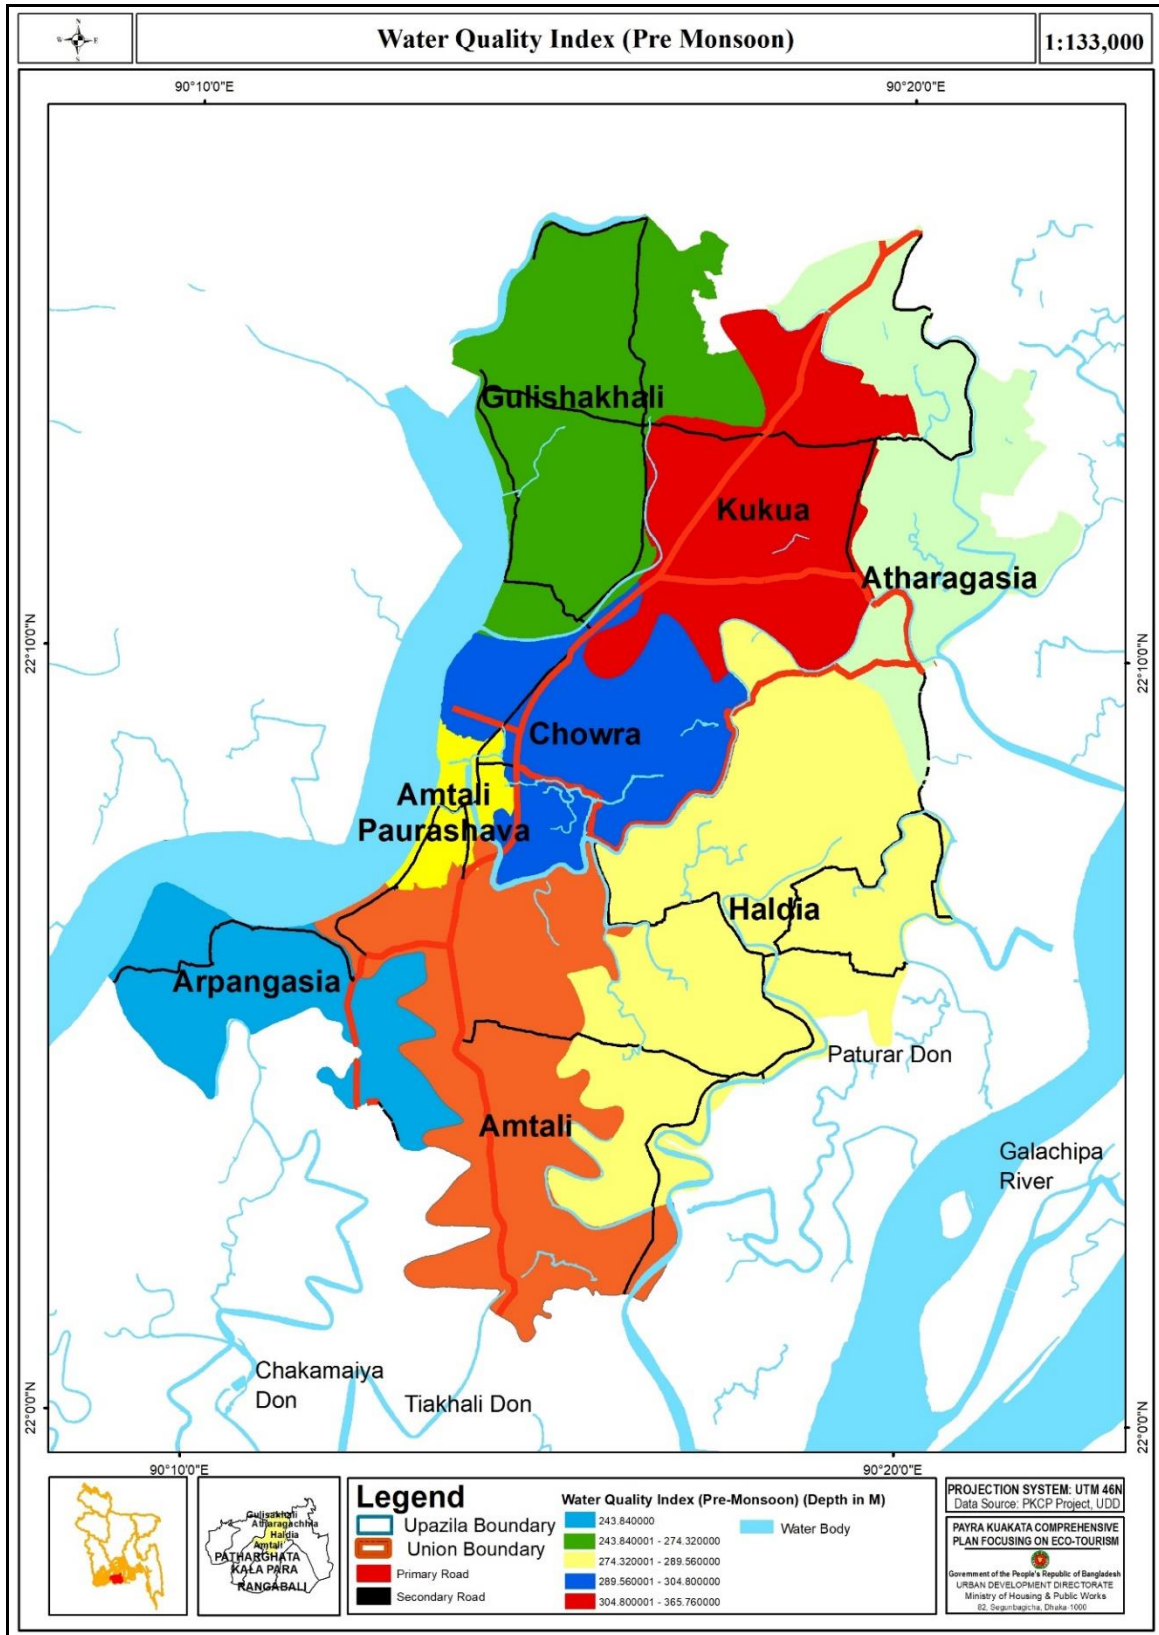 N
W E
S
Water Quality Index (Pre Monsoon)
1:133,000
90°10'0"E
90°20'0"E
Gulishakhali
Kukua
Atharagasia
22°10'0"N
22°10'0"N
Chowra
Amtali
Paurashava
Haldia
Arpangasia
Paturar Don
Amtali
Galachipa
River
Chakamaiya
Don
Tiakhali Don
22°0'0"N
22°0'0"N
90°10'0"E
90°20'0"E
Gulisakhali
Atharagachhia
Haldia
Amtali
PATHARGHATA
KALA PARA
RANGABALI
Legend
Upazila Boundary
Union Boundary
Primary Road
Secondary Road
Water Quality Index (Pre-Monsoon) (Depth in M)
243.840000
243.840001 - 274.320000
274.320001 - 289.560000
289.560001 - 304.800000
304.800001 - 365.760000
Water Body
PROJECTION SYSTEM: UTM 46N
Data Source: PKCP Project, UDD
PAYRA KUAKATA COMPREHENSIVE
PLAN FOCUSING ON ECO-TOURISM
Government of the People's Republic of Bangladesh
URBAN DEVELOPMENT DIRECTORATE
Ministry of Housing & Public Works
82, Segunbagicha, Dhaka-1000